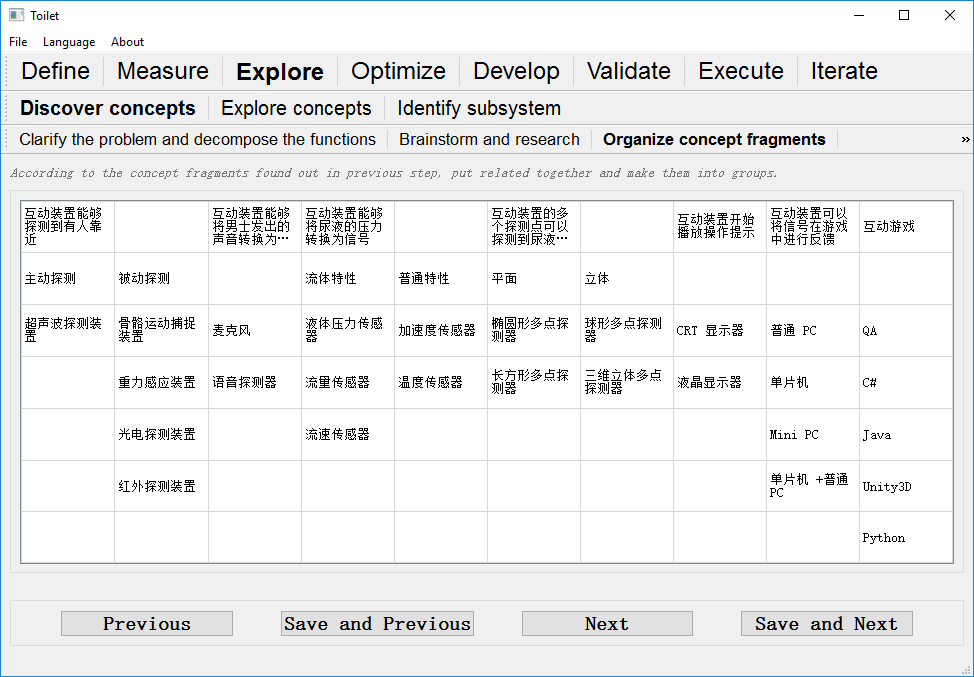 Toilet
File Language About
Define Measure Explore Optimize Develop Validate Execute Iterate
Discover concepts Explore concepts Identify subsystem
Clarify the problem and decompose the functions Brainstorm and research Organize concept fragments »
According to the concept fragments found out in previous step, put related together and make them into groups.
互动装置能够
探测到有人靠
近
互动装置能够
将男士发出的
声音转换为…
互动装置能够
将尿液的压力
转换为信号
互动装置的多
个探测点可以
探测到尿液…
互动装置开始
播放操作提示
互动装置可以
将信号在游戏
中进行反馈
互动游戏
主动探测
被动探测
流体特性
普通特性
平面
立体
超声波探测装
置
骨骼运动捕捉
装置
麦克风
液体压力传感
器
加速度传感器
椭圆形多点探
测器
球形多点探测
器
CRT 显示器
普通 PC
QA
重力感应装置
语音探测器
流量传感器
温度传感器
长方形多点探
测器
三维立体多点
探测器
液晶显示器
单片机
C#
光电探测装置
流速传感器
Mini PC
Java
红外探测装置
单片机 +普通
PC
Unity3D
Python
Previous
Save and Previous
Next
Save and Next